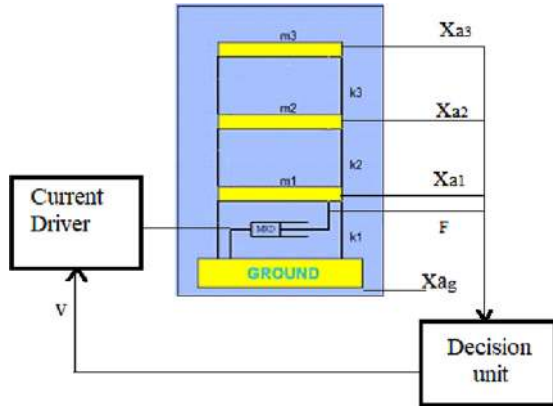 m3
Xa3
k3
m2
Xa2
k2
m1
Xa1
Current
Driver
MRD
F
k1
GROUND
Xag
V
Decision
unit